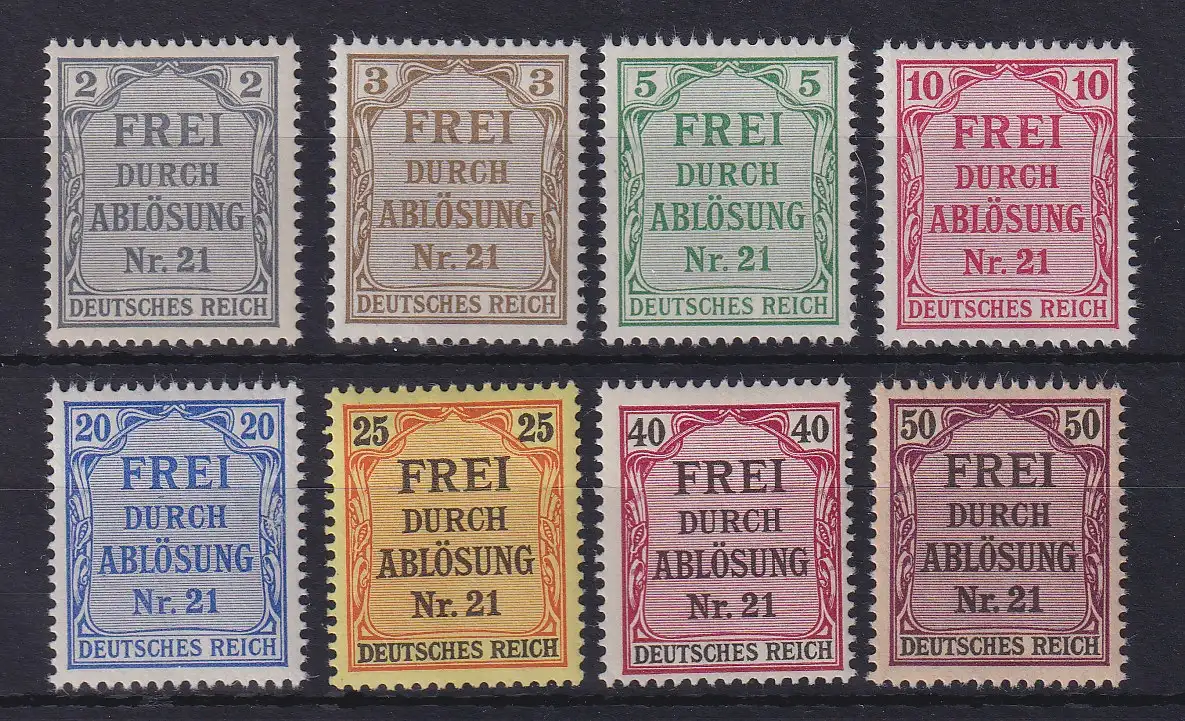 2 2
FREI
DURCH
ABLÖSUNG
Nr. 21
DEUTSCHES REICH
3 3
FREI
DURCH
ABLÖSUNG
Nr. 21
DEUTSCHES REICH
5 5
FREI
DURCH
ABLÖSUNG
Nr. 21
DEUTSCHES REICH
10 10
FREI
DURCH
ABLÖSUNG
Nr. 21
DEUTSCHES REICH
20 20
FREI
DURCH
ABLÖSUNG
Nr. 21
DEUTSCHES REICH
25 25
FREI
DURCH
ABLÖSUNG
Nr. 21
DEUTSCHES REICH
40 40
FREI
DURCH
ABLÖSUNG
Nr. 21
DEUTSCHES REICH
50 50
FREI
DURCH
ABLÖSUNG
Nr. 21
DEUTSCHES REICH